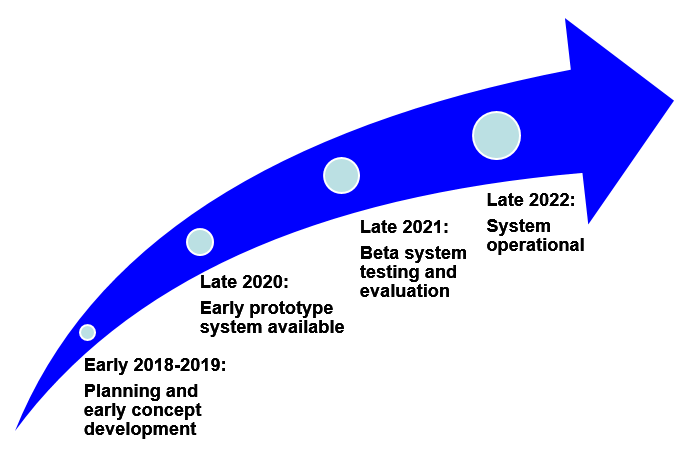 Early 2018-2019:
Planning and
early concept
development
Late 2020:
Early prototype
system available
Late 2021:
Beta system
testing and
evaluation
Late 2022:
System
operational